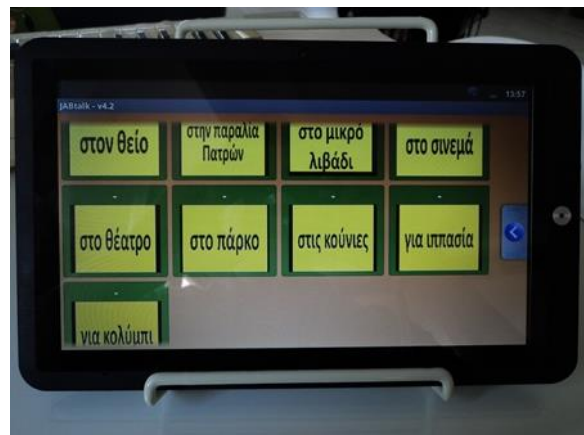 13:57
JABtalk - v4.2
στον θείο
στην παραλία
Πατρών
στο μικρό
λιβάδι
στο σινεμά
στο θέατρο
στο πάρκο
στις κούνιες
για ιππασία
για κολύμπι